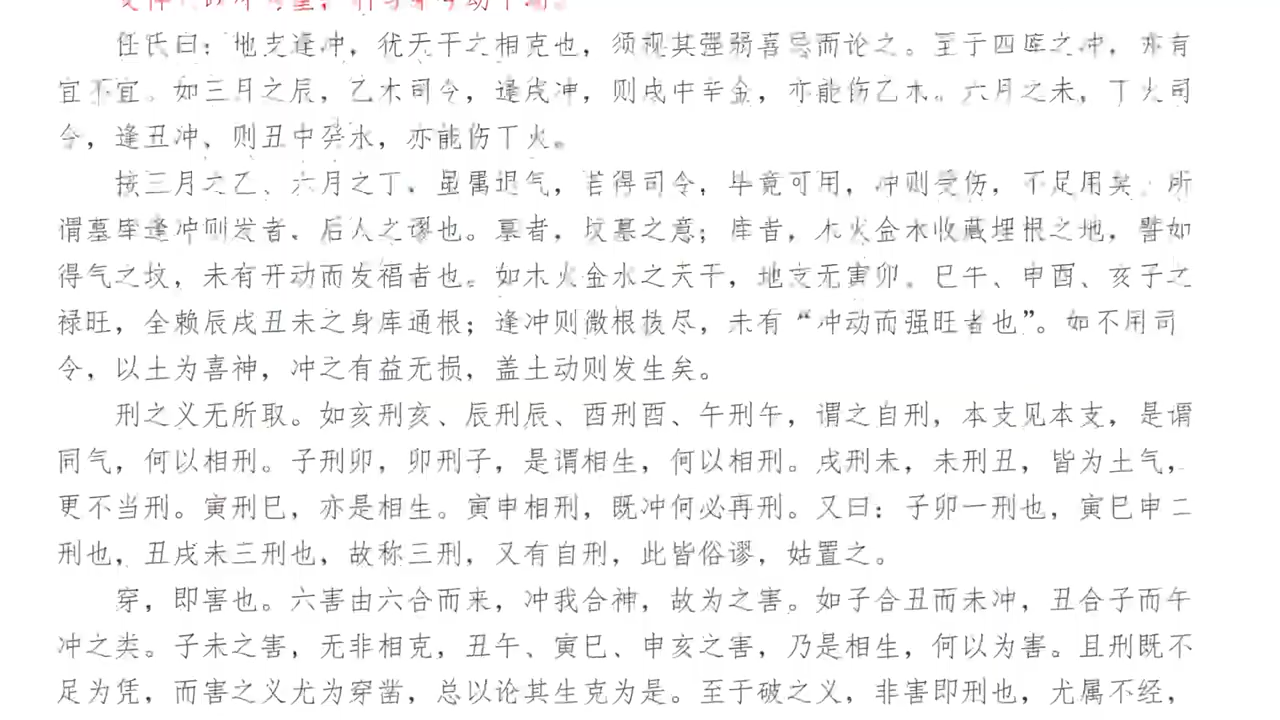 任氏曰：地支逢冲，犹天干之相克也，须视其强弱喜忌而论之。至于四库之冲，亦有
宜不宜。如三月之辰，乙木司令，逢戌冲，则戌中辛金，亦能伤乙木。六月之未，丁火司
令，逢丑冲、则丑中癸水，亦能伤丁火。
按三月之乙、六月之丁、虽属退气，若得司令，毕竟可用，冲则受伤，不足用矣 所
谓墓库逢冲则发者、后人之谬也。墓者，坟墓之意；库者，木火金水收藏埋根之地，譬如
得气之坟，未有开动而发福者也。如木火金水之天干，地支无寅卯、巳午、申酉、亥子之
禄旺，全赖辰戌丑未之身库通根；逢冲则微根拔尽，未有“冲动而强旺者也”。如不用司
令，以土为喜神，冲之有益无损，盖土动则发生矣。
刑之义无所取。如亥刑亥、辰刑辰、酉刑酉、午刑午，谓之自刑，本支见本支，是谓
同气，何以相刑。子刑卯，卯刑子，是谓相生，何以相刑。戌刑未，未刑丑，皆为土气，
更不当刑。寅刑巳，亦是相生。寅申相刑，既冲何必再刑。又曰：子卯一刑也，寅巳申二
刑也，丑戌未三刑也，故称三刑，又有自刑，此皆俗谬，姑置之。
穿，即害也。六害由六合而来，冲我合神，故为之害。如子合丑而未冲，丑合子而午
冲之类。子未之害，无非相克，丑午、寅巳、申亥之害，乃是相生，何以为害。且刑既不
足为凭，而害之义尤为穿凿，总以论其生克为是。至于破之义，非害即刑也，尤属不经，